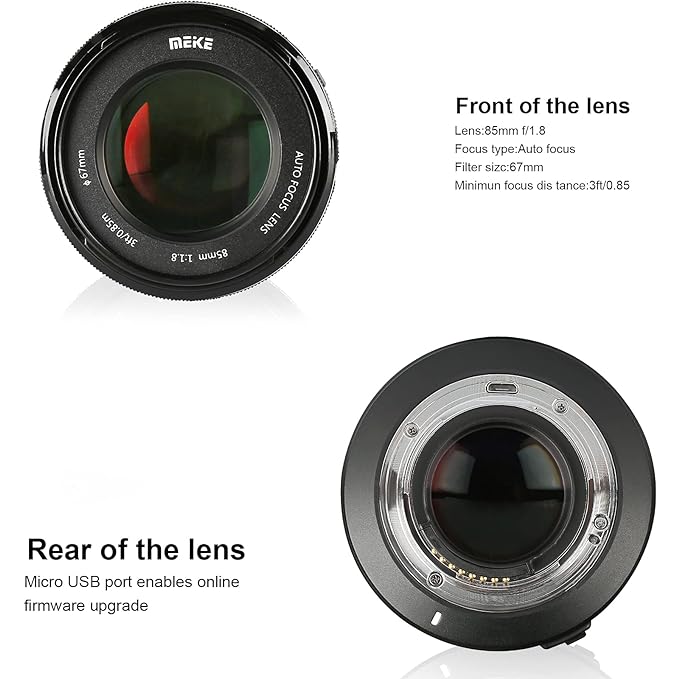 MEKE
Φ67mm
3ft/0.85m
85mm 1:1.8
AUTO FOCUS LENS
Front of the lens
Lens:85mm f/1.8
Focus type:Auto focus
Filter sizc:67mm
Minimun focus dis tance:3ft/0.85
Rear of the lens
Micro USB port enables online
firmware upgrade